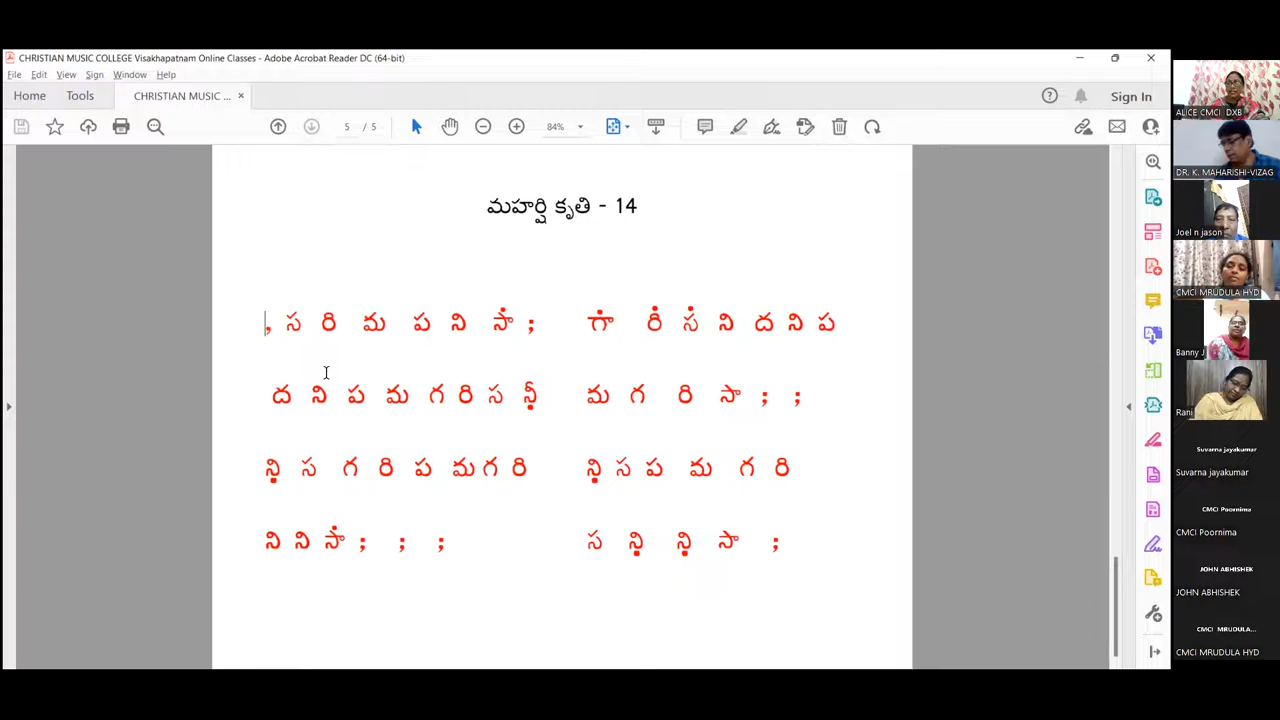 CHRISTIAN MUSIC COLLEGE Visakhapatnam Online Classes - Adobe Acrobat Reader DC (64-bit)
File Edit View Sign Window Help
Home Tools CHRISTIAN MUSIC ... × Sign In
5 / 5 84%
మహర్షి కృతి - 14
, స రి మ ప ని సా̇ ; గా̇ రి̇ స̇ ని ద ని ప
ద ని ప మ గ రి స నీ̣ మ గ రి సా ; ;
ని̣ స గ రి ప మ గ రి ని̣ స ప మ గ రి
ని ని సా̇ ; ; ; స ని̣ ని̣ సా ;
ALICE CMCI DXB
DR. K. MAHARISHI-VIZAG
Joel n jason
CMCI MRUDULA HYD
Banny J
Rani
Suvarna jayakumar
Suvarna jayakumar
CMCI Poornima
CMCI Poornima
JOHN ABHISHEK
JOHN ABHISHEK
CMCI MRUDULA...
CMCI MRUDULA HYD